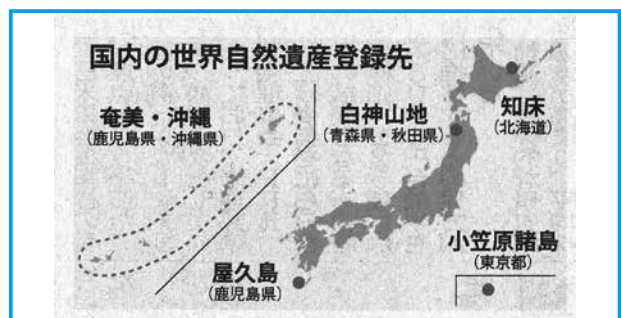 国内の世界自然遺産登録先
奄美・沖縄
(鹿児島県・沖縄県)
白神山地
(青森県・秋田県)
知床
(北海道)
屋久島
(鹿児島県)
小笠原諸島
(東京都)